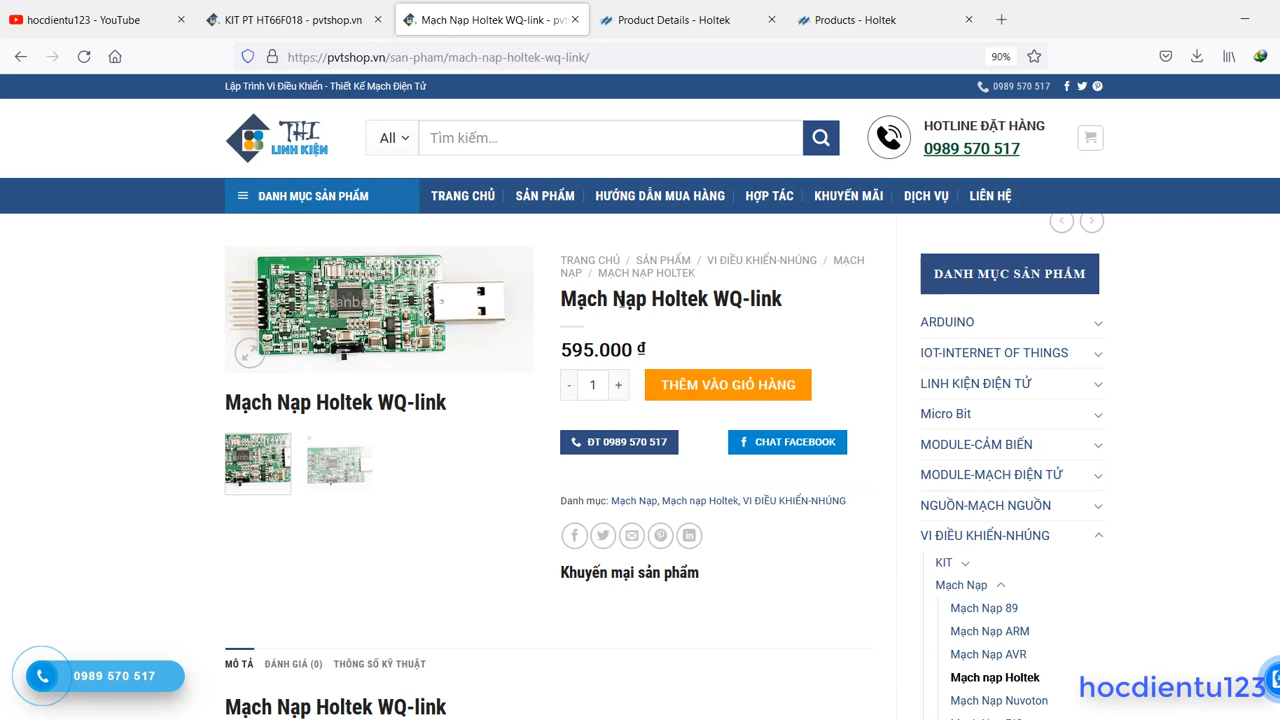 hocdientu123 - YouTube
KIT PT HT66F018 - pvtshop.vn
Mạch Nạp Holtek WQ-link - pvt
Product Details - Holtek
Products - Holtek
https://pvtshop.vn/san-pham/mach-nap-holtek-wq-link/
90%
Lập Trình Vi Điều Khiển - Thiết Kế Mạch Điện Tử
0989 570 517
THI
LINH KIỆN
All
Tìm kiếm...
HOTLINE ĐẶT HÀNG
0989 570 517
DANH MỤC SẢN PHẨM
TRANG CHỦ
SẢN PHẨM
HƯỚNG DẪN MUA HÀNG
HỢP TÁC
KHUYẾN MÃI
DỊCH VỤ
LIÊN HỆ
TRANG CHỦ / SẢN PHẨM / VI ĐIỀU KHIỂN-NHÚNG / MẠCH
NẠP / MẠCH NẠP HOLTEK
Mạch Nạp Holtek WQ-link
595.000 ₫
- 1 +
THÊM VÀO GIỎ HÀNG
Mạch Nạp Holtek WQ-link
ĐT 0989 570 517
CHAT FACEBOOK
Danh mục: Mạch Nạp, Mạch nạp Holtek, VI ĐIỀU KHIỂN-NHÚNG
Khuyến mại sản phẩm
MÔ TẢ
ĐÁNH GIÁ (0)
THÔNG SỐ KỸ THUẬT
Mạch Nạp Holtek WQ-link
DANH MỤC SẢN PHẨM
ARDUINO
IOT-INTERNET OF THINGS
LINH KIỆN ĐIỆN TỬ
Micro Bit
MODULE-CẢM BIẾN
MODULE-MẠCH ĐIỆN TỬ
NGUỒN-MẠCH NGUỒN
VI ĐIỀU KHIỂN-NHÚNG
KIT
Mạch Nạp
Mạch Nạp 89
Mạch Nạp ARM
Mạch Nạp AVR
Mạch nạp Holtek
Mạch Nạp Nuvoton
0989 570 517
hocdientu123